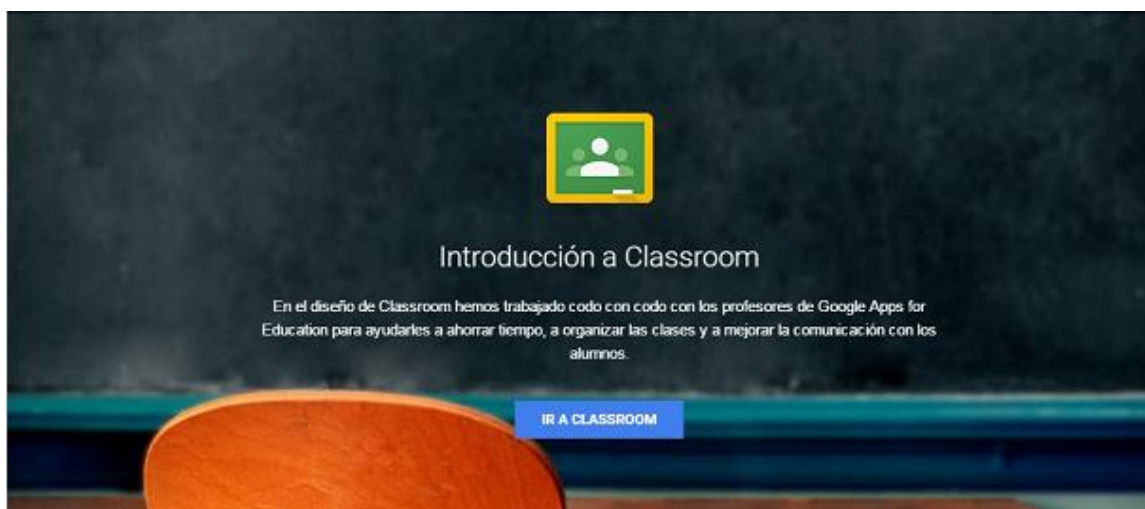 Introducción a Classroom
En el diseño de Classroom hemos trabajado codo con codo con los profesores de Google Apps for
Education para ayudarles a ahorrar tiempo, a organizar las clases y a mejorar la comunicación con los
alumnos.
IR A CLASSROOM